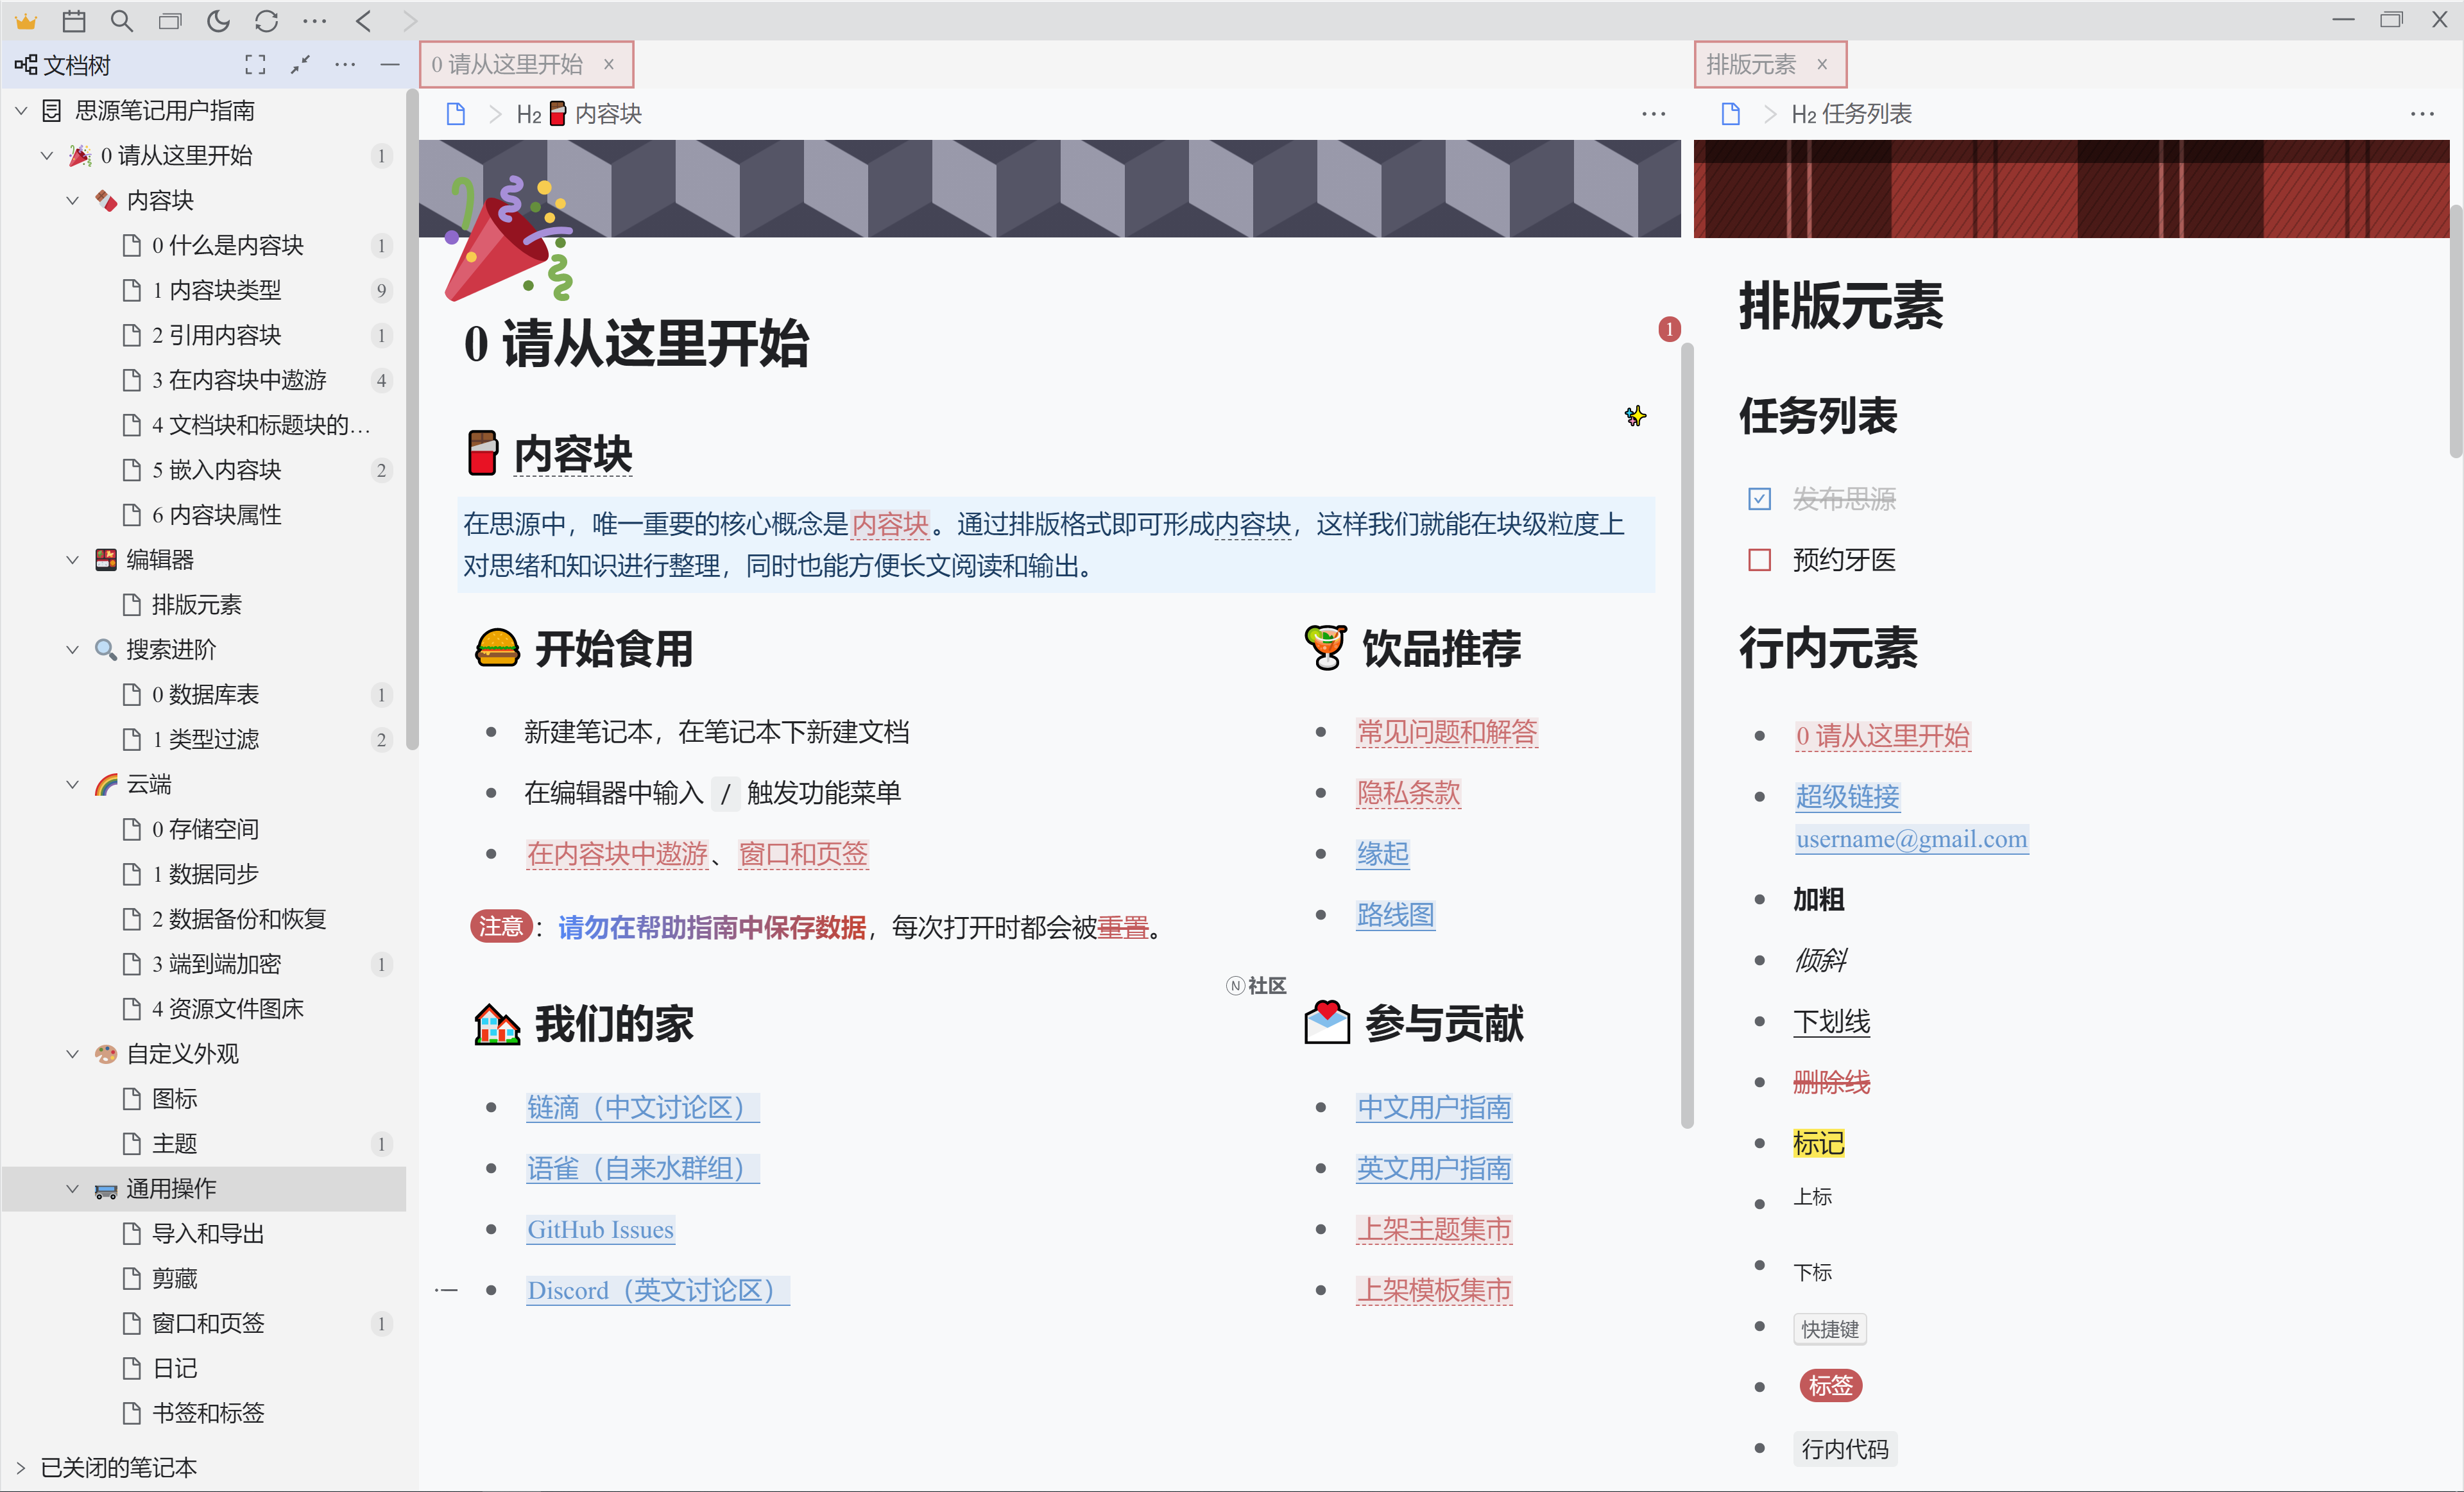 文档树
思源笔记用户指南
0 请从这里开始 1
内容块
0 什么是内容块 1
1 内容块类型 9
2 引用内容块 1
3 在内容块中遨游 4
4 文档块和标题块的...
5 嵌入内容块 2
6 内容块属性
编辑器
排版元素
搜索进阶
0 数据库表 1
1 类型过滤 2
云端
0 存储空间
1 数据同步
2 数据备份和恢复
3 端到端加密 1
4 资源文件图床
自定义外观
图标
主题 1
通用操作
导入和导出
剪藏
窗口和页签 1
日记
书签和标签
已关闭的笔记本
0 请从这里开始 ×
H2 内容块
0 请从这里开始
1
内容块
在思源中，唯一重要的核心概念是内容块。通过排版格式即可形成内容块，这样我们就能在块级粒度上
对思绪和知识进行整理，同时也能方便长文阅读和输出。
开始食用
新建笔记本，在笔记本下新建文档
在编辑器中输入 / 触发功能菜单
在内容块中遨游、窗口和页签
注意：请勿在帮助指南中保存数据，每次打开时都会被重置。
饮品推荐
常见问题和解答
隐私条款
缘起
路线图
Ⓝ社区
我们的家
链滴（中文讨论区）
语雀（自来水群组）
GitHub Issues
Discord（英文讨论区）
参与贡献
中文用户指南
英文用户指南
上架主题集市
上架模板集市
排版元素 ×
H2 任务列表
排版元素
任务列表
发布思源
预约牙医
行内元素
0 请从这里开始
超级链接
username@gmail.com
加粗
倾斜
下划线
删除线
标记
上标
下标
快捷键
标签
行内代码